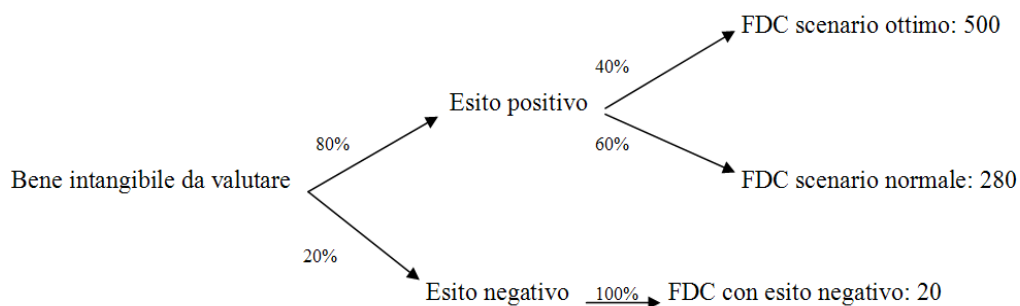 FDC scenario ottimo: 500
40%
Esito positivo
80%
60%
Bene intangibile da valutare
FDC scenario normale: 280
20%
Esito negativo
100%
FDC con esito negativo: 20